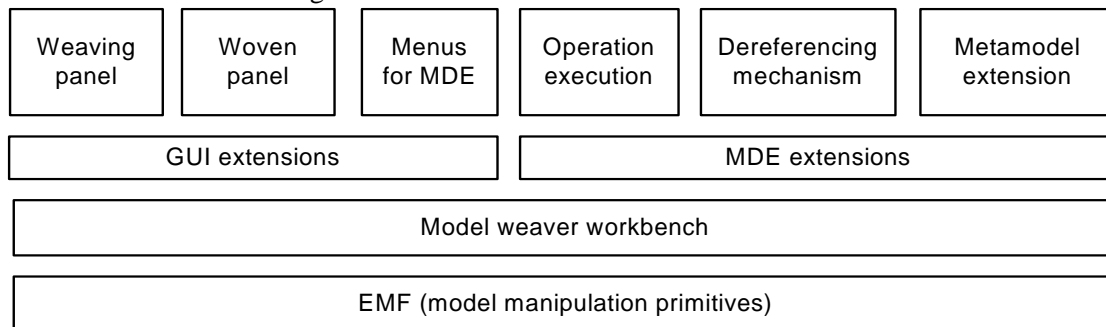 Weaving
panel
Woven
panel
Menus
for MDE
Operation
execution
Dereferencing
mechanism
Metamodel
extension
GUI extensions
MDE extensions
Model weaver workbench
EMF (model manipulation primitives)